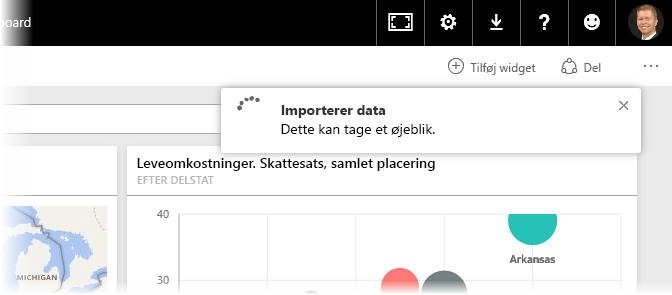 board
?
Tilføj widget
Del
...
Importerer data
Dette kan tage et øjeblik.
Leveomkostninger. Skattesats, samlet placering
EFTER DELSTAT
40
Arkansas
30
MICHIGAN